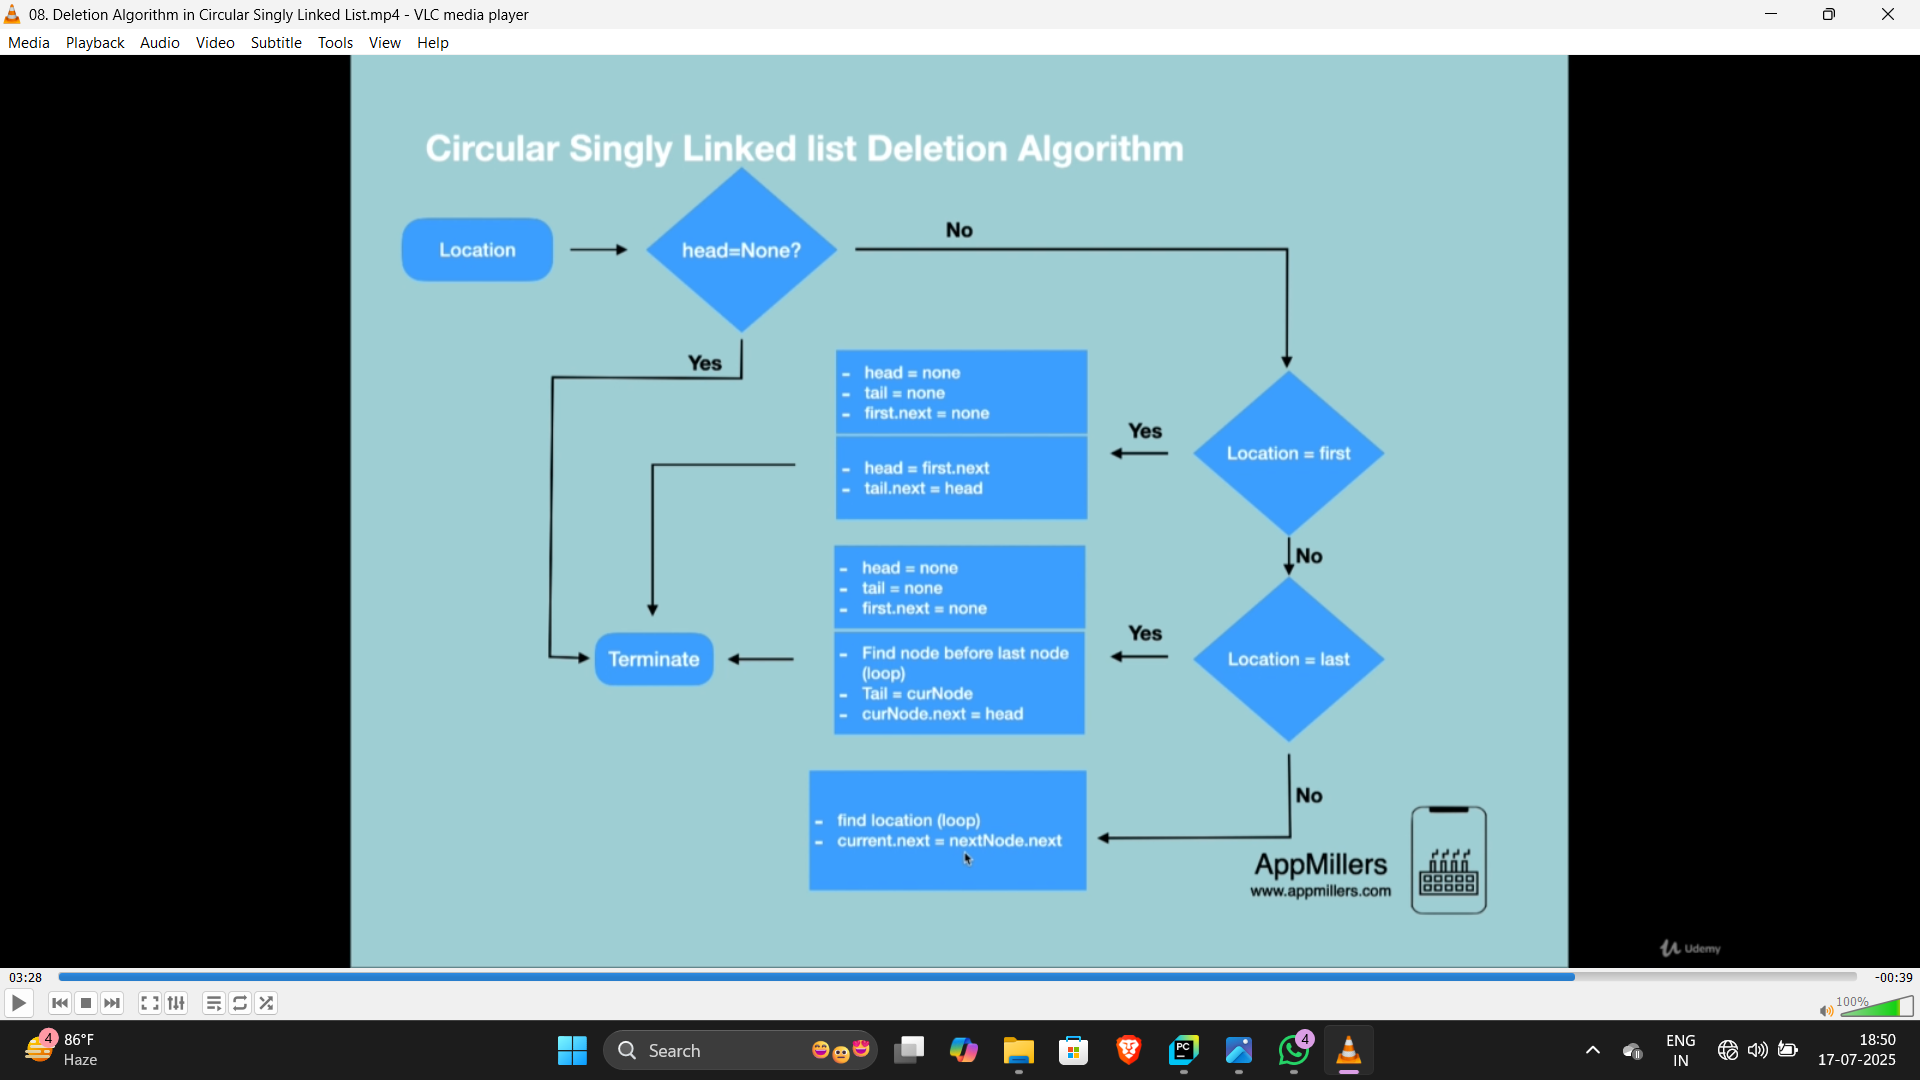 08. Deletion Algorithm in Circular Singly Linked List.mp4 - VLC media player
Media Playback Audio Video Subtitle Tools View Help
Circular Singly Linked list Deletion Algorithm
Location
head=None?
No
Yes
- head = none
- tail = none
- first.next = none
- head = first.next
- tail.next = head
Yes
Location = first
No
- head = none
- tail = none
- first.next = none
- Find node before last node
(loop)
- Tail = curNode
- curNode.next = head
Yes
Location = last
Terminate
No
- find location (loop)
- current.next = nextNode.next
AppMillers
www.appmillers.com
Udemy
03:28
-00:39
100%
4
86°F
Haze
Search
PC
4
ENG
IN
18:50
17-07-2025